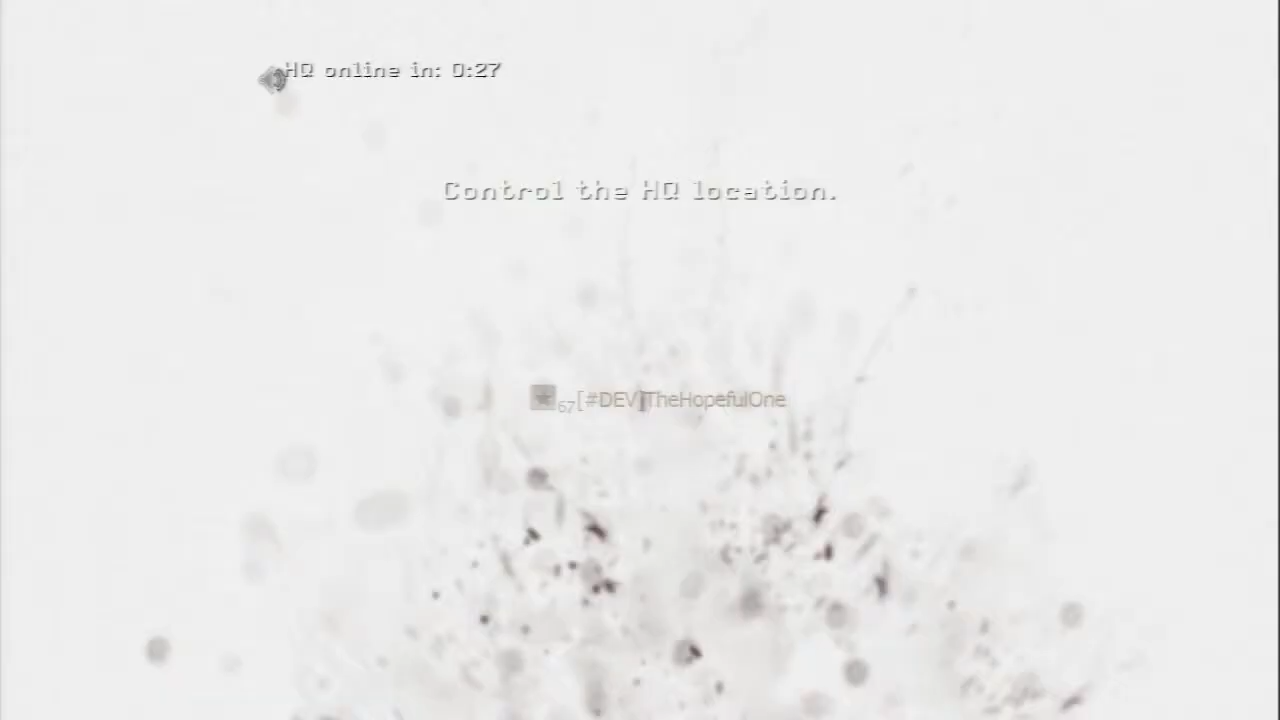 HQ online in: 0:27
Control the HQ location.
67[#DEV]TheHopefulOne